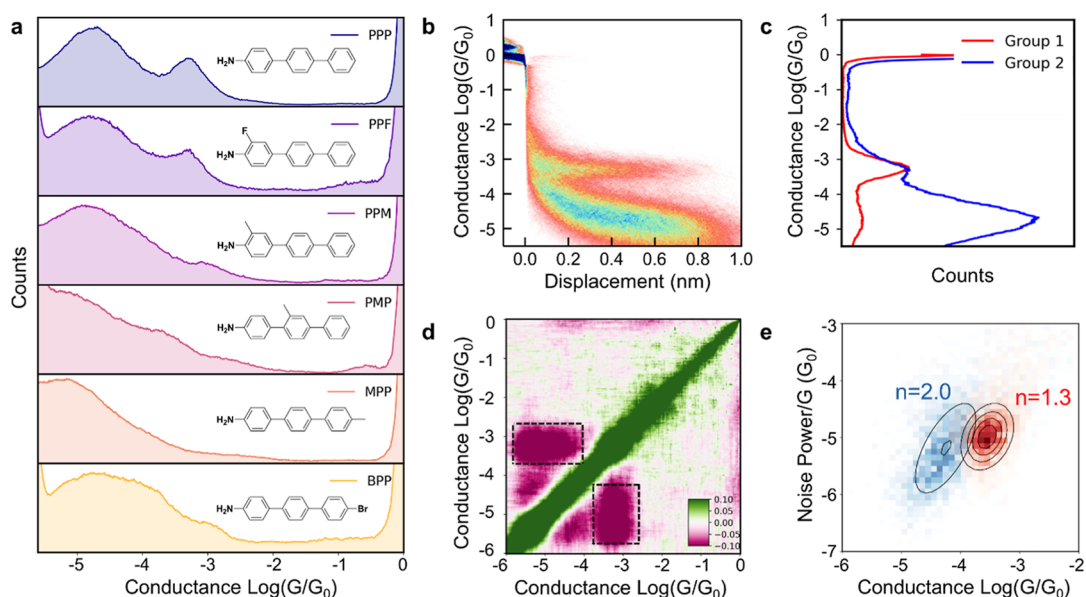 a
PPP
H₂N
PPF
F
H₂N
PPM
H₂N
PMP
H₂N
MPP
H₂N
BPP
H₂N
Br
Counts
-5 -4 -3 -2 -1 0
Conductance Log(G/G₀)
b
Conductance Log(G/G₀)
1
0
-1
-2
-3
-4
-5
0.0 0.2 0.4 0.6 0.8 1.0
Displacement (nm)
c
Conductance Log(G/G₀)
1
0
-1
-2
-3
-4
-5
Group 1
Group 2
Counts
d
Conductance Log(G/G₀)
0
-1
-2
-3
-4
-5
-6
0.10
0.05
0.00
-0.05
-0.10
-6 -5 -4 -3 -2 -1 0
Conductance Log(G/G₀)
e
Noise Power/G (G₀)
-3
-4
-5
-6
-7
n=2.0
n=1.3
-6 -5 -4 -3 -2
Conductance Log(G/G₀)